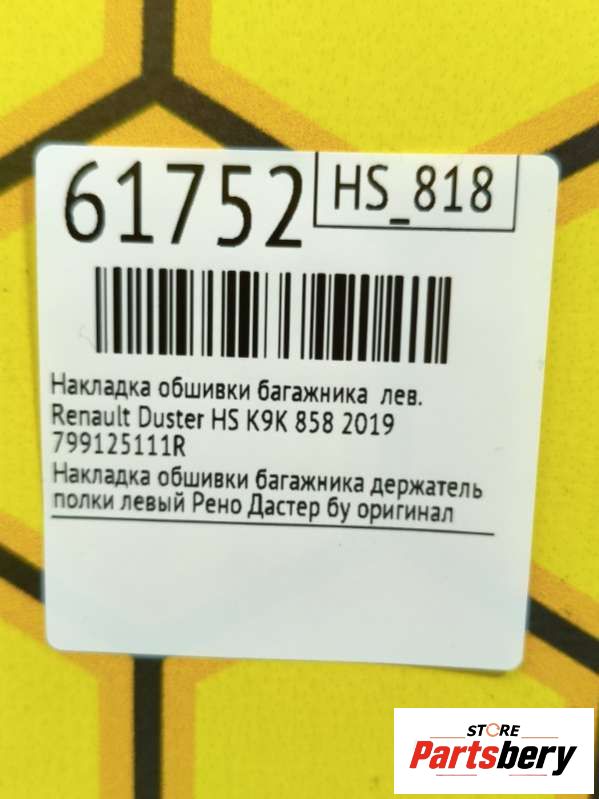 61752
HS_818
Накладка обшивки багажника лев.
Renault Duster HS K9K 858 2019
799125111R
Накладка обшивки багажника держатель
полки левый Рено Дастер бу оригинал
STORE
Partsbery